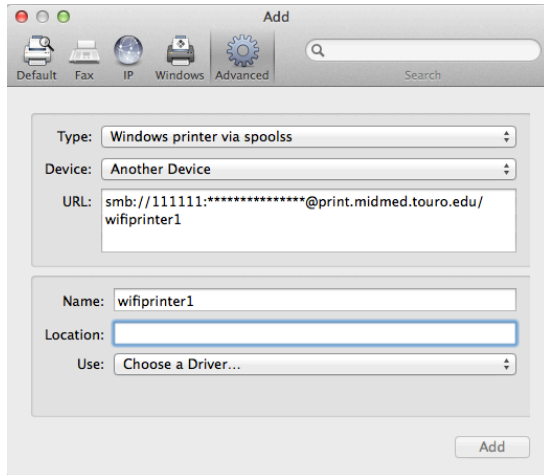 Add
Default Fax IP Windows Advanced Search
Type: Windows printer via spoolss
Device: Another Device
URL: smb://111111:***************@print.midmed.touro.edu/
wifiprinter1
Name: wifiprinter1
Location:
Use: Choose a Driver...
Add